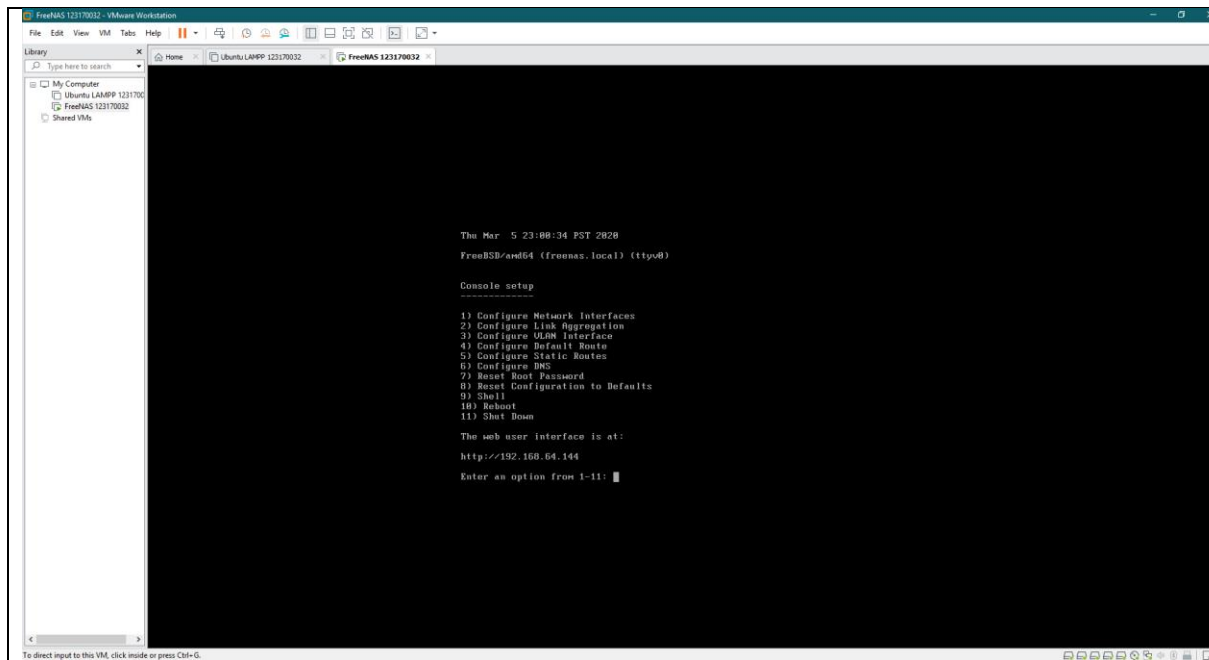 FreeNAS 123170032 - VMware Workstation
File Edit View VM Tabs Help
Library
Type here to search
Home
Ubuntu LAMPP 123170032
FreeNAS 123170032
My Computer
Ubuntu LAMPP 1231700
FreeNAS 123170032
Shared VMs
Thu Mar 5 23:00:34 PST 2020
FreeBSD/amd64 (freenas.local) (ttyv0)
Console setup
-------------
1) Configure Network Interfaces
2) Configure Link Aggregation
3) Configure VLAN Interface
4) Configure Default Route
5) Configure Static Routes
6) Configure DNS
7) Reset Root Password
8) Reset Configuration to Defaults
9) Shell
10) Reboot
11) Shut Down
The web user interface is at:
http://192.168.64.144
Enter an option from 1-11:
To direct input to this VM, click inside or press Ctrl+G.